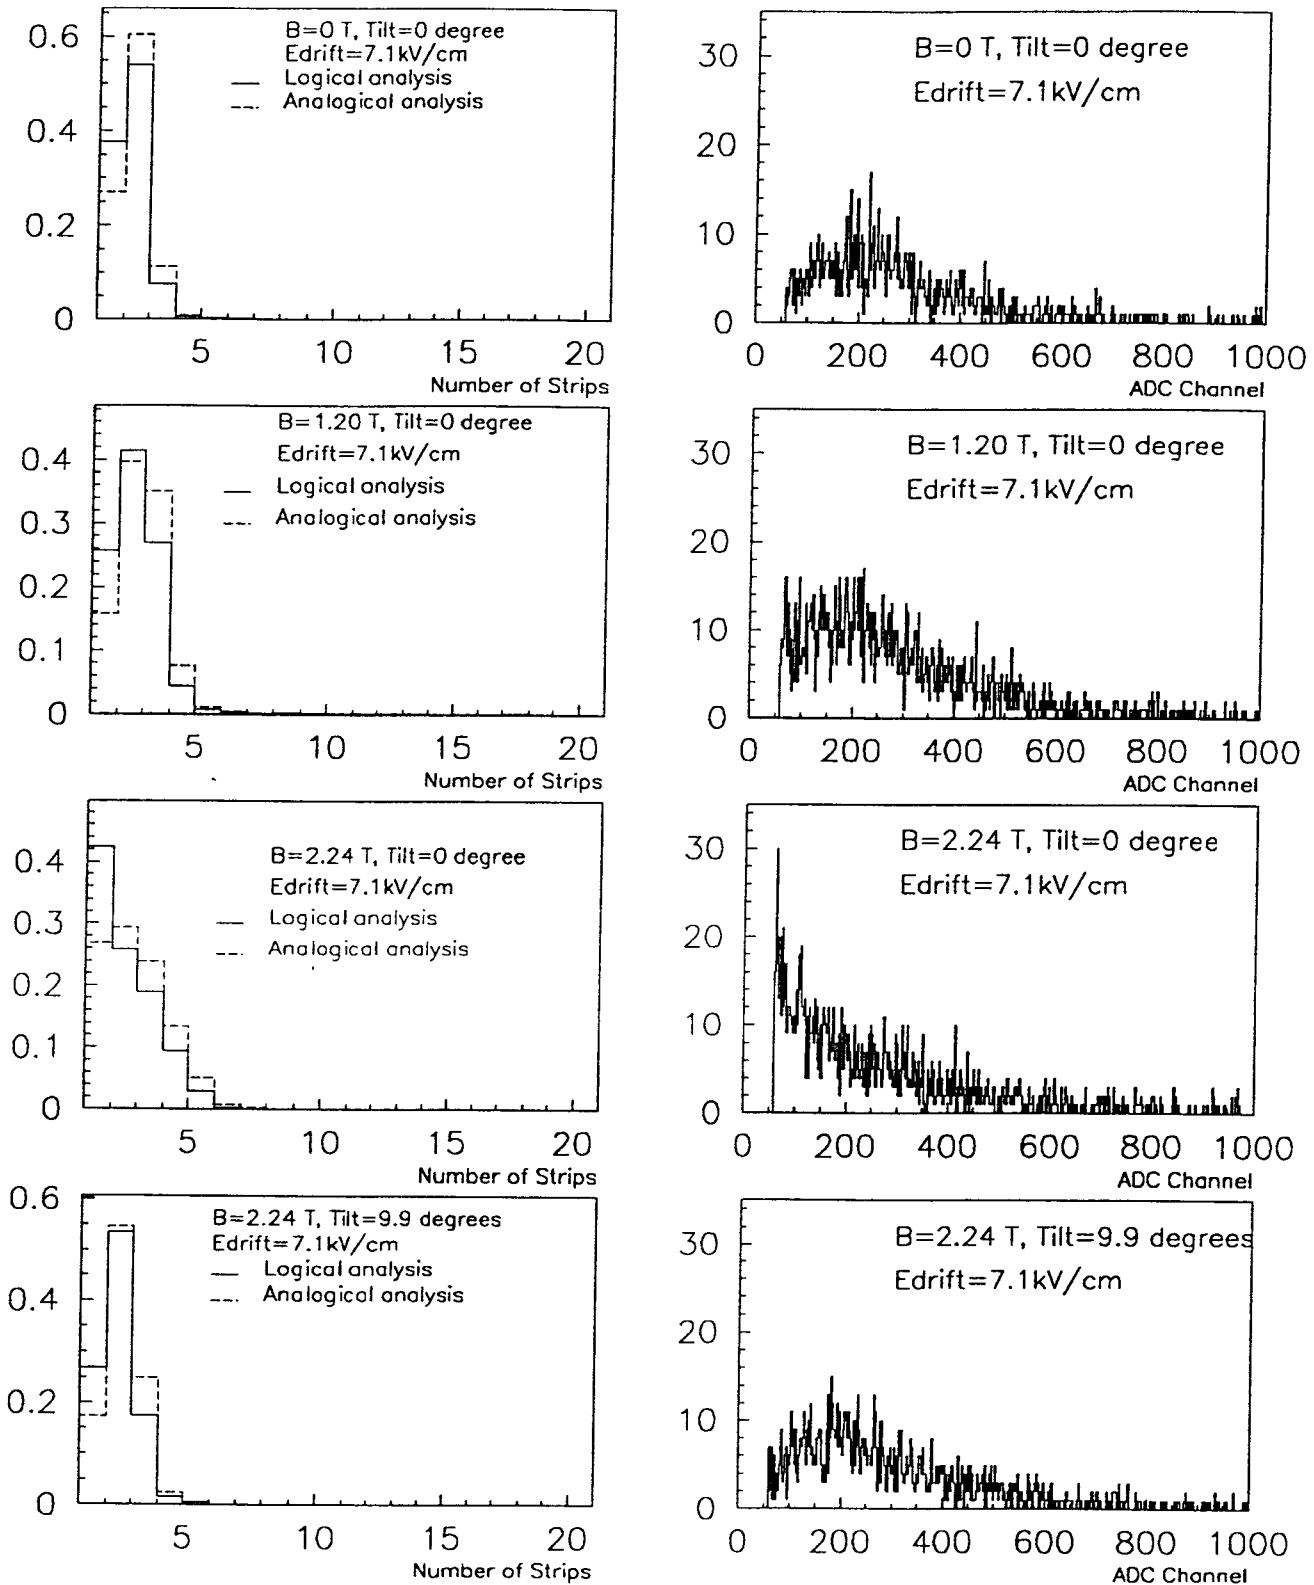 B=0 T, Tilt=0 degree
Edrift=7.1kV/cm
Logical analysis
Analogical analysis
0.6
0.4
0.2
0
5 10 15 20
Number of Strips
B=0 T, Tilt=0 degree
Edrift=7.1kV/cm
30
20
10
0
0 200 400 600 800 1000
ADC Channel
B=1.20 T, Tilt=0 degree
Edrift=7.1kV/cm
Logical analysis
Analogical analysis
0.4
0.3
0.2
0.1
0
5 10 15 20
Number of Strips
B=1.20 T, Tilt=0 degree
Edrift=7.1kV/cm
30
20
10
0
0 200 400 600 800 1000
ADC Channel
B=2.24 T, Tilt=0 degree
Edrift=7.1kV/cm
Logical analysis
Analogical analysis
0.4
0.3
0.2
0.1
0
5 10 15 20
Number of Strips
B=2.24 T, Tilt=0 degree
Edrift=7.1kV/cm
30
20
10
0
0 200 400 600 800 1000
ADC Channel
B=2.24 T, Tilt=9.9 degrees
Edrift=7.1kV/cm
Logical analysis
Analogical analysis
0.6
0.4
0.2
0
5 10 15 20
Number of Strips
B=2.24 T, Tilt=9.9 degrees
Edrift=7.1kV/cm
30
20
10
0
0 200 400 600 800 1000
ADC Channel